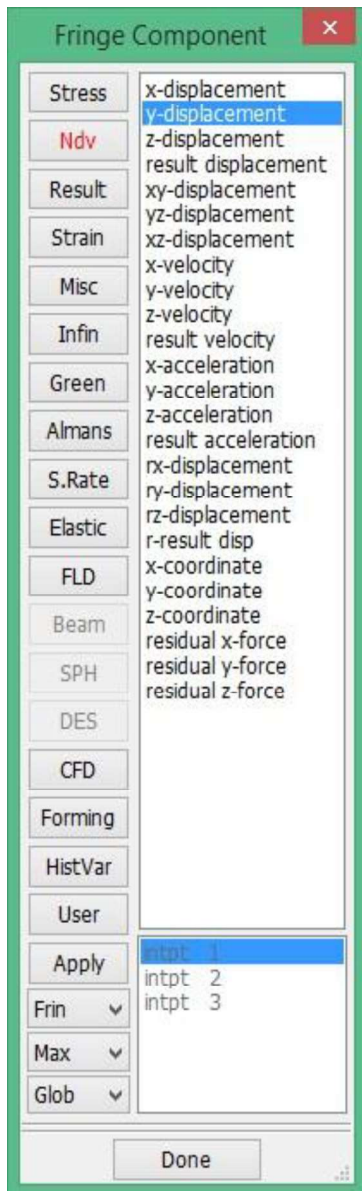 Fringe Component
Stress
Ndv
Result
Strain
Misc
Infin
Green
Almans
S.Rate
Elastic
FLD
Beam
SPH
DES
CFD
Forming
HistVar
User
Apply
Frin
Max
Glob
x-displacement
y-displacement
z-displacement
result displacement
xy-displacement
yz-displacement
xz-displacement
x-velocity
y-velocity
z-velocity
result velocity
x-acceleration
y-acceleration
z-acceleration
result acceleration
rx-displacement
ry-displacement
rz-displacement
r-result disp
x-coordinate
y-coordinate
z-coordinate
residual x-force
residual y-force
residual z-force
intpt 1
intpt 2
intpt 3
Done